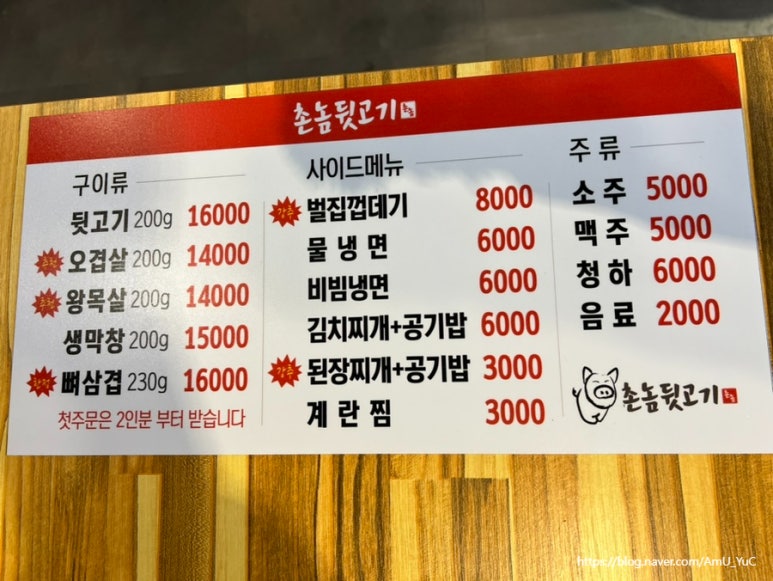 촌놈뒷고기
구이류
뒷고기 200g 16000
오겹살 200g 14000
왕목살 200g 14000
생막창 200g 15000
뼈삼겹 230g 16000
첫주문은 2인분 부터 받습니다
사이드메뉴
강추 벌집껍데기 8000
물냉면 6000
비빔냉면 6000
김치찌개+공기밥 6000
강추 된장찌개+공기밥 3000
계란찜 3000
주류
소주 5000
맥주 5000
청하 6000
음료 2000
촌놈뒷고기
https://blog.naver.com/AmU_YuC